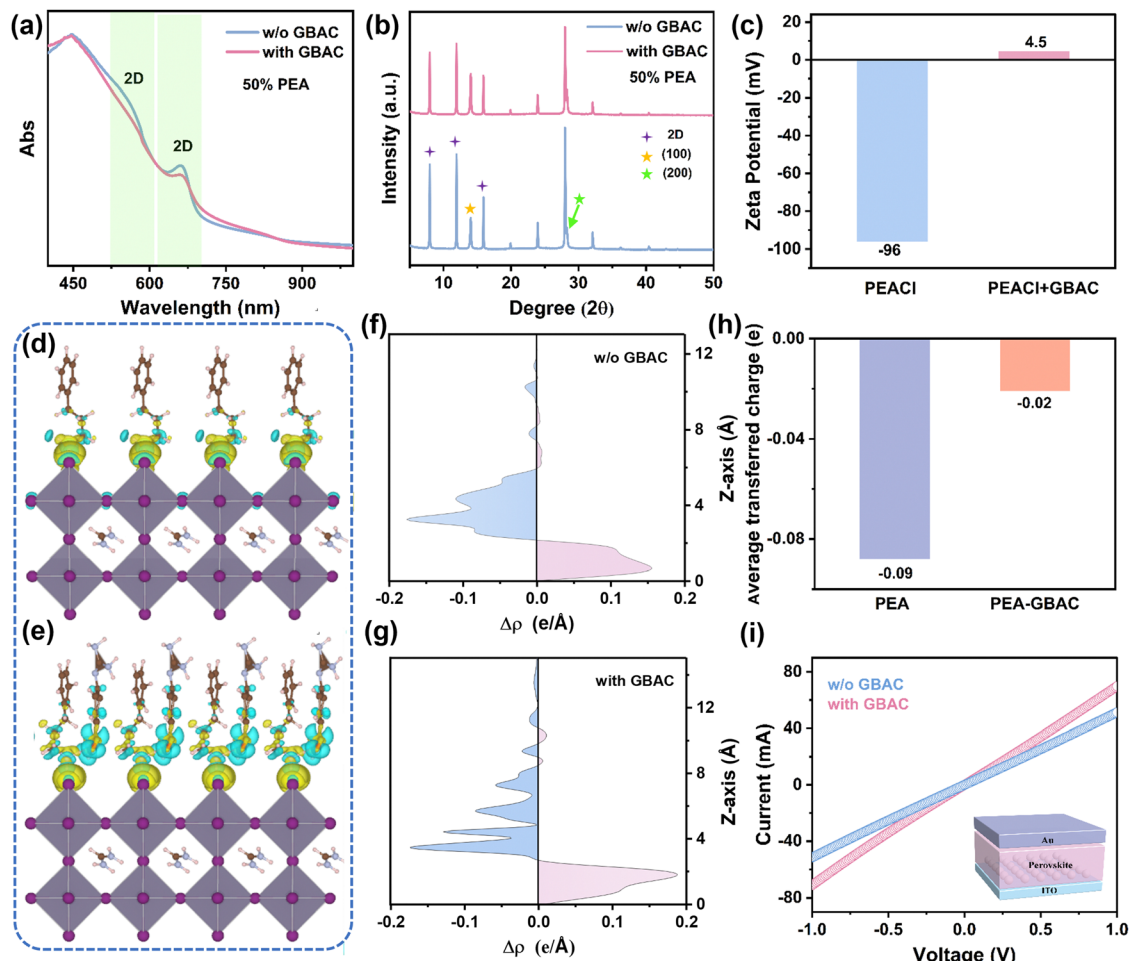 (a)
w/o GBAC
with GBAC
2D
50% PEA
2D
Abs
450
600
750
900
Wavelength (nm)
(b)
w/o GBAC
with GBAC
50% PEA
2D
(100)
(200)
Intensity (a.u.)
10
20
30
40
50
Degree (2θ)
(c)
20
0
-20
-40
-60
-80
-100
Zeta Potential (mV)
4.5
-96
PEACl
PEACl+GBAC
(d)
(e)
(f)
w/o GBAC
12
8
4
0
Z-axis (Å)
-0.2
-0.1
0.0
0.1
0.2
Δρ (e/Å)
(g)
with GBAC
12
8
4
0
Z-axis (Å)
-0.2
-0.1
0.0
0.1
0.2
Δρ (e/Å)
(h)
0.00
-0.04
-0.08
Average transferred charge (e)
-0.02
-0.09
PEA
PEA-GBAC
(i)
w/o GBAC
with GBAC
80
40
0
-40
-80
Current (mA)
Au
Perovskite
ITO
-1.0
-0.5
0.0
0.5
1.0
Voltage (V)